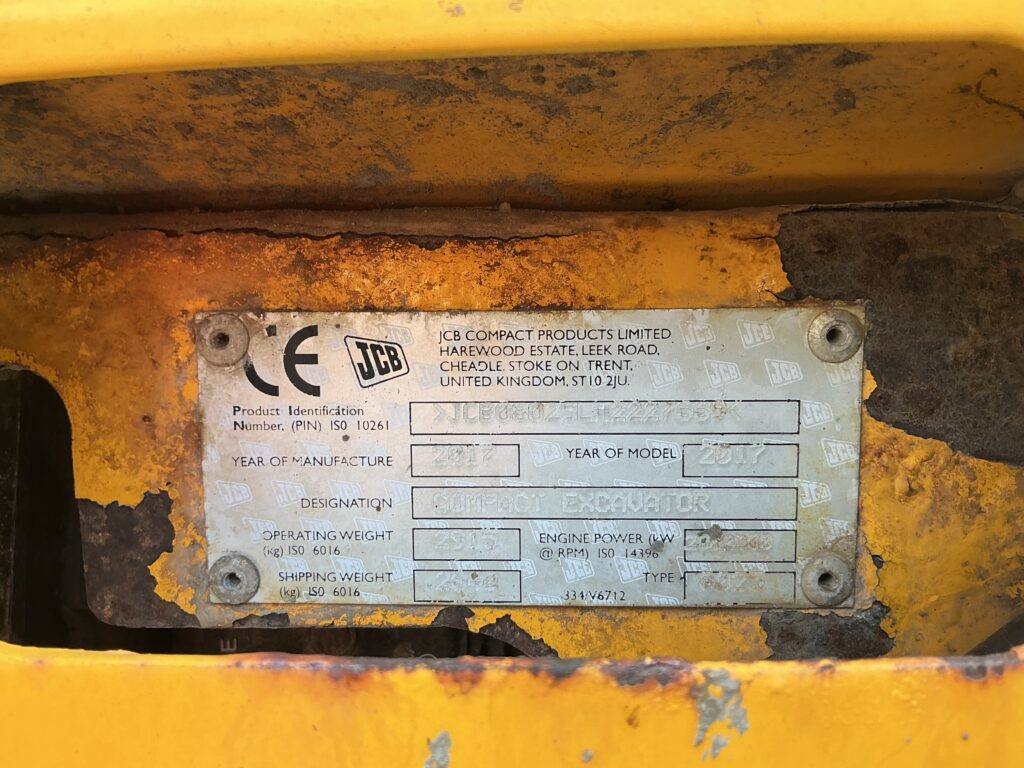 CE
JCB
JCB COMPACT PRODUCTS LIMITED
HAREWOOD ESTATE, LEEK ROAD,
CHEADLE, STOKE ON TRENT,
UNITED KINGDOM, ST10 2JU.
Product Identification
Number, (PIN) ISO 10261
YEAR OF MANUFACTURE 2017 YEAR OF MODEL 2017
DESIGNATION COMPACT EXCAVATOR
OPERATING WEIGHT
(kg) ISO 6016
ENGINE POWER (kW
@ RPM) ISO 14396
SHIPPING WEIGHT
(kg) ISO 6016
TYPE
334/V6712